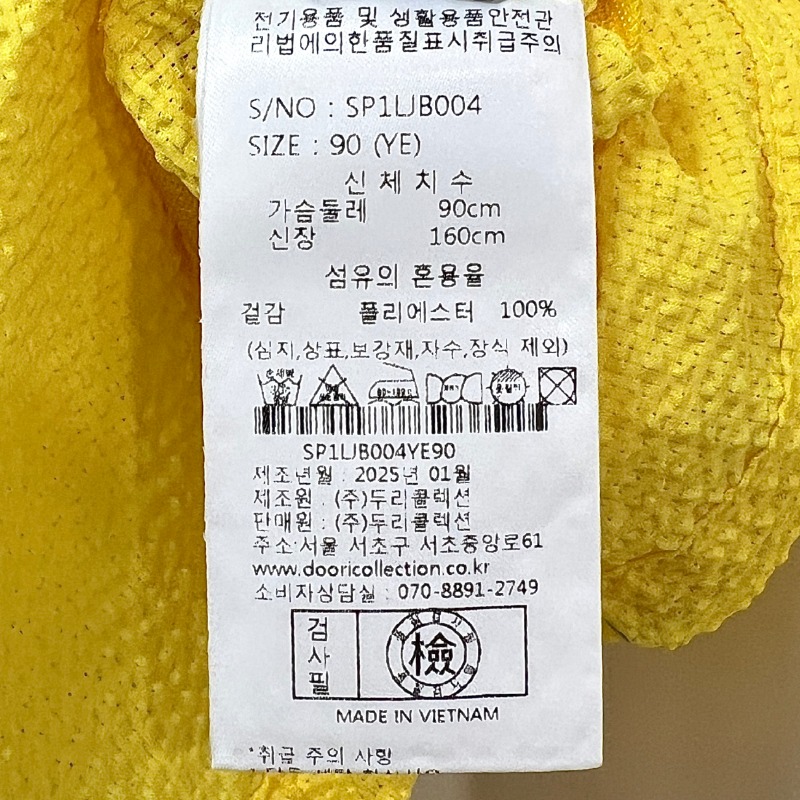 전기용품 및 생활용품안전관
리법에의한품질표시취급주의
S/NO : SP1LJB004
SIZE : 90 (YE)
신 체 치 수
가슴둘레 90cm
신장 160cm
섬유의 혼용율
겉감 폴리에스터 100%
(심지,상표,보강재,자수,장식 제외)
SP1LJB004YE90
제조년월 : 2025년 01월
제조원 : (주)두리콜렉션
판매원 : (주)두리콜렉션
주소:서울 서초구 서초중앙로61
www.dooricollection.co.kr
소비자상담실 : 070-8891-2749
검사필
檢
MADE IN VIETNAM
*취급 주의 사항